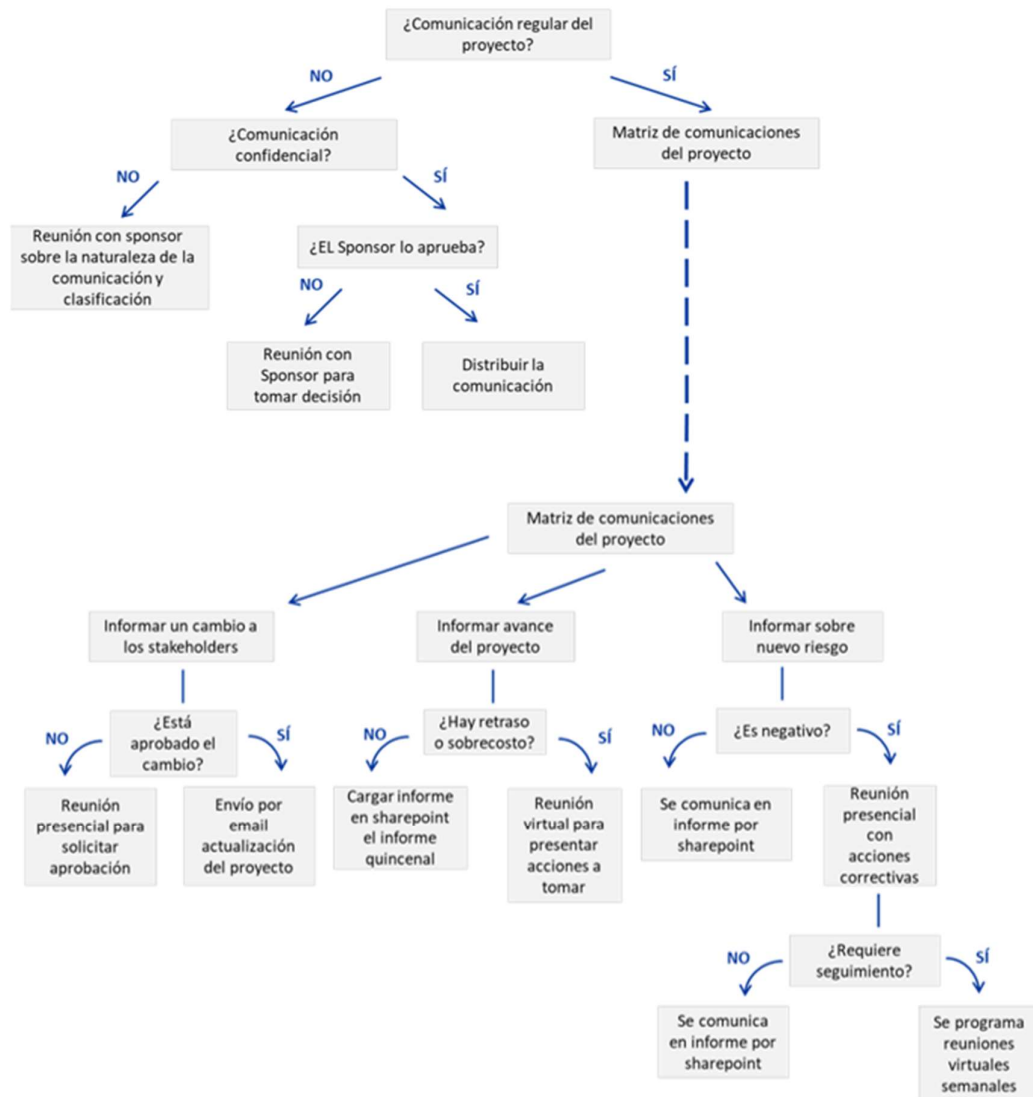 ¿Comunicación regular del
proyecto?
NO
SÍ
¿Comunicación
confidencial?
Matriz de comunicaciones
del proyecto
NO
SÍ
Reunión con sponsor
sobre la naturaleza de la
comunicación y
clasificación
¿EL Sponsor lo aprueba?
NO
SÍ
Reunión con
Sponsor para
tomar decisión
Distribuir la
comunicación
Matriz de comunicaciones
del proyecto
Informar un cambio a
los stakeholders
Informar avance
del proyecto
Informar sobre
nuevo riesgo
¿Está
aprobado el
cambio?
NO
SÍ
¿Hay retraso
o sobrecosto?
NO
SÍ
¿Es negativo?
NO
SÍ
Reunión
presencial para
solicitar
aprobación
Envío por
email
actualización
del proyecto
Cargar informe
en sharepoint
el informe
quincenal
Reunión
virtual para
presentar
acciones a
tomar
Se comunica en
informe por
sharepoint
Reunión
presencial
con
acciones
correctivas
¿Requiere
seguimiento?
NO
SÍ
Se comunica
en informe por
sharepoint
Se programa
reuniones
virtuales
semanales